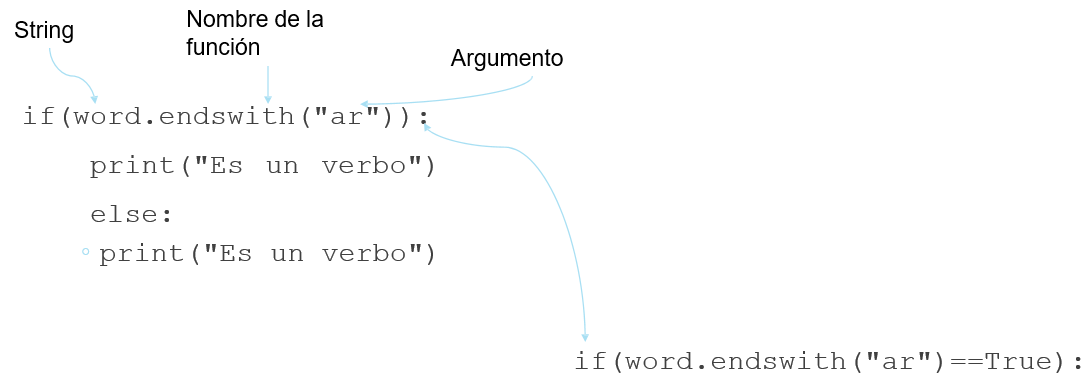 String
Nombre de la
función
Argumento
if(word.endswith("ar")):
print("Es un verbo")
else:
print("Es un verbo")
if(word.endswith("ar")==True):